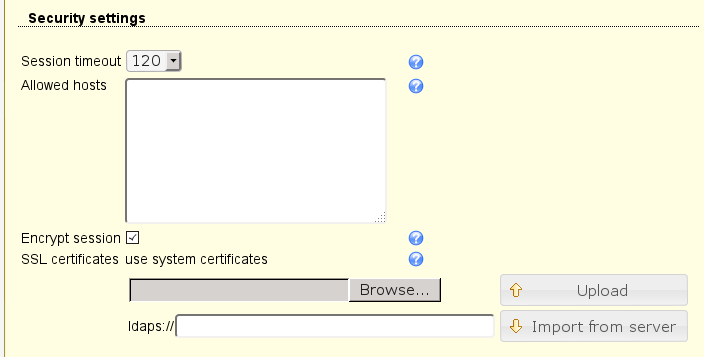 Security settings
Session timeout 120
Allowed hosts
Encrypt session
SSL certificates use system certificates
Browse... Upload
ldaps:// Import from server